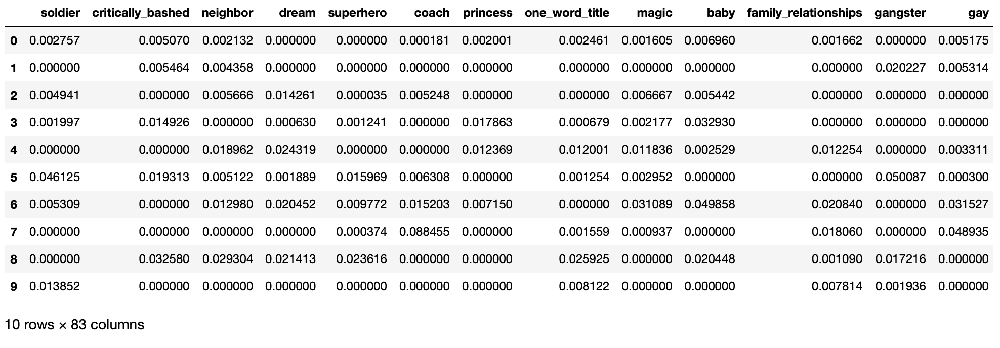 soldier critically_bashed neighbor dream superhero coach princess one_word_title magic baby family_relationships gangster gay
0 0.002757 0.005070 0.002132 0.000000 0.000000 0.000181 0.002001 0.002461 0.001605 0.006960 0.001662 0.000000 0.005175
1 0.000000 0.005464 0.004358 0.000000 0.000000 0.000000 0.000000 0.000000 0.000000 0.000000 0.000000 0.020227 0.005314
2 0.004941 0.000000 0.005666 0.014261 0.000035 0.005248 0.000000 0.000000 0.006667 0.005442 0.000000 0.000000 0.000000
3 0.001997 0.014926 0.000000 0.000630 0.001241 0.000000 0.017863 0.000679 0.002177 0.032930 0.000000 0.000000 0.000000
4 0.000000 0.000000 0.018962 0.024319 0.000000 0.000000 0.012369 0.012001 0.011836 0.002529 0.012254 0.000000 0.003311
5 0.046125 0.019313 0.005122 0.001889 0.015969 0.006308 0.000000 0.001254 0.002952 0.000000 0.000000 0.050087 0.000300
6 0.005309 0.000000 0.012980 0.020452 0.009772 0.015203 0.007150 0.000000 0.031089 0.049858 0.020840 0.000000 0.031527
7 0.000000 0.000000 0.000000 0.000000 0.000374 0.088455 0.000000 0.001559 0.000937 0.000000 0.018060 0.000000 0.048935
8 0.000000 0.032580 0.029304 0.021413 0.023616 0.000000 0.000000 0.025925 0.000000 0.020448 0.001090 0.017216 0.000000
9 0.013852 0.000000 0.000000 0.000000 0.000000 0.000000 0.000000 0.008122 0.000000 0.000000 0.007814 0.001936 0.000000
10 rows × 83 columns